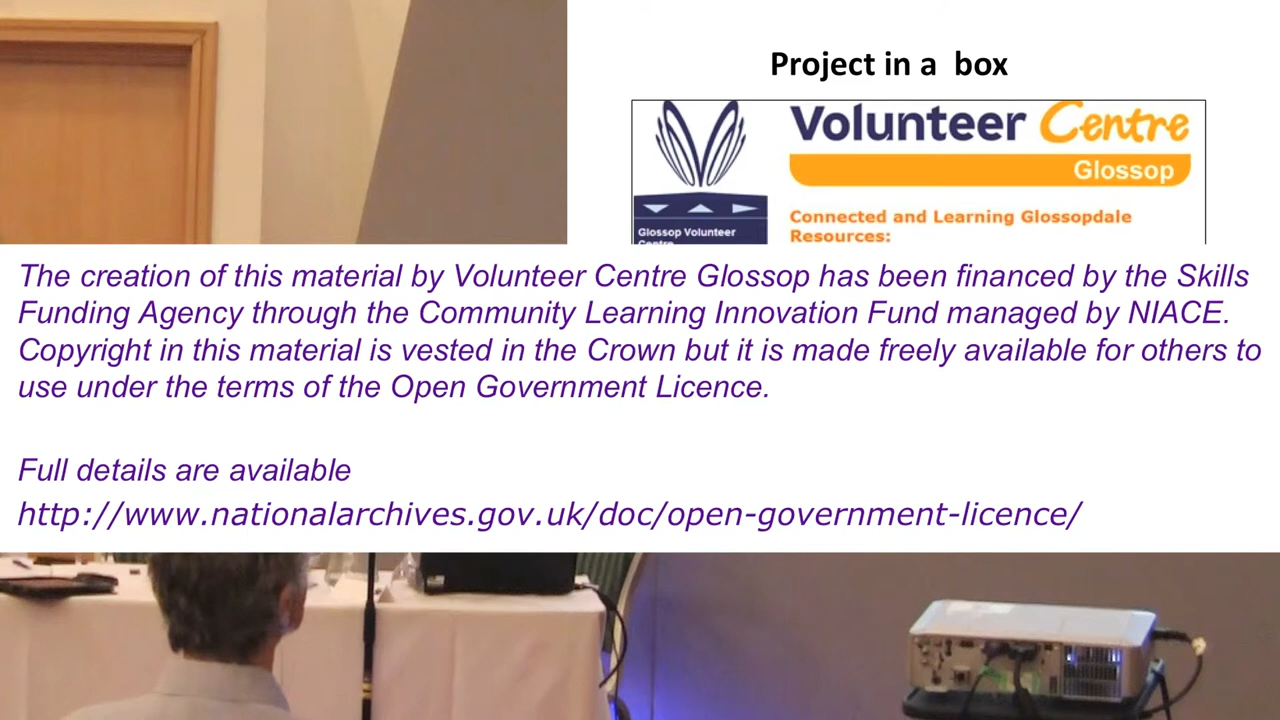 Project in a box
Volunteer Centre
Glossop
Connected and Learning Glossopdale
Resources:
Glossop Volunteer
Centre
The creation of this material by Volunteer Centre Glossop has been financed by the Skills
Funding Agency through the Community Learning Innovation Fund managed by NIACE.
Copyright in this material is vested in the Crown but it is made freely available for others to
use under the terms of the Open Government Licence.
Full details are available
http://www.nationalarchives.gov.uk/doc/open-government-licence/